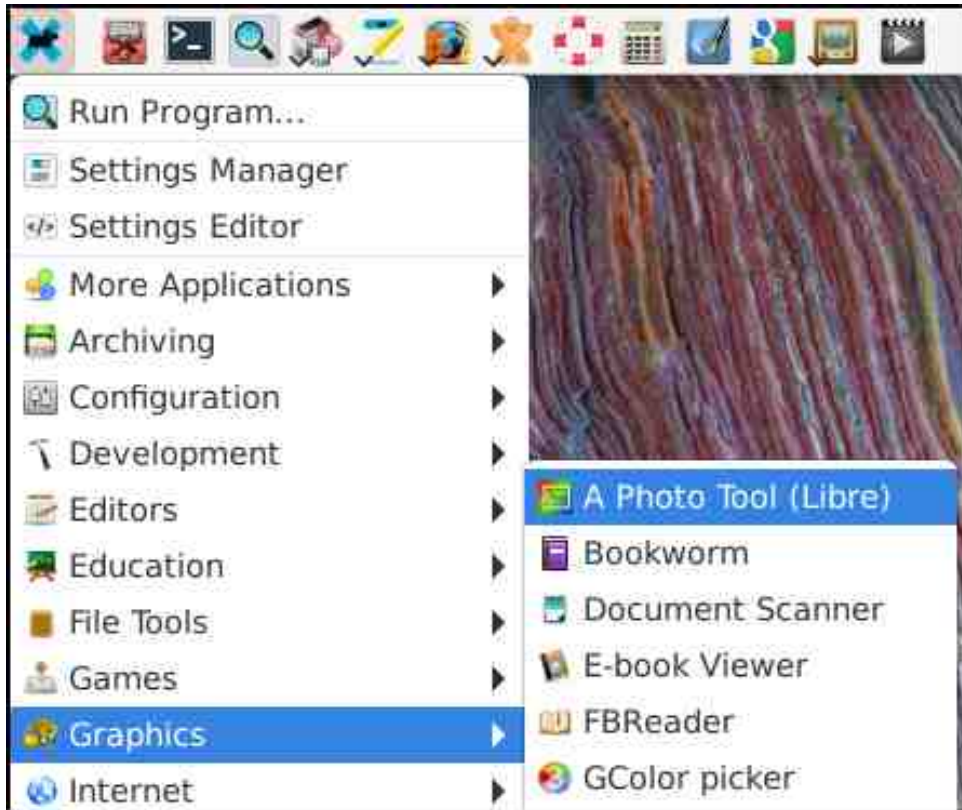 Run Program...
Settings Manager
Settings Editor
More Applications
Archiving
Configuration
Development
Editors
Education
File Tools
Games
Graphics
Internet
A Photo Tool (Libre)
Bookworm
Document Scanner
E-book Viewer
FBReader
GColor picker